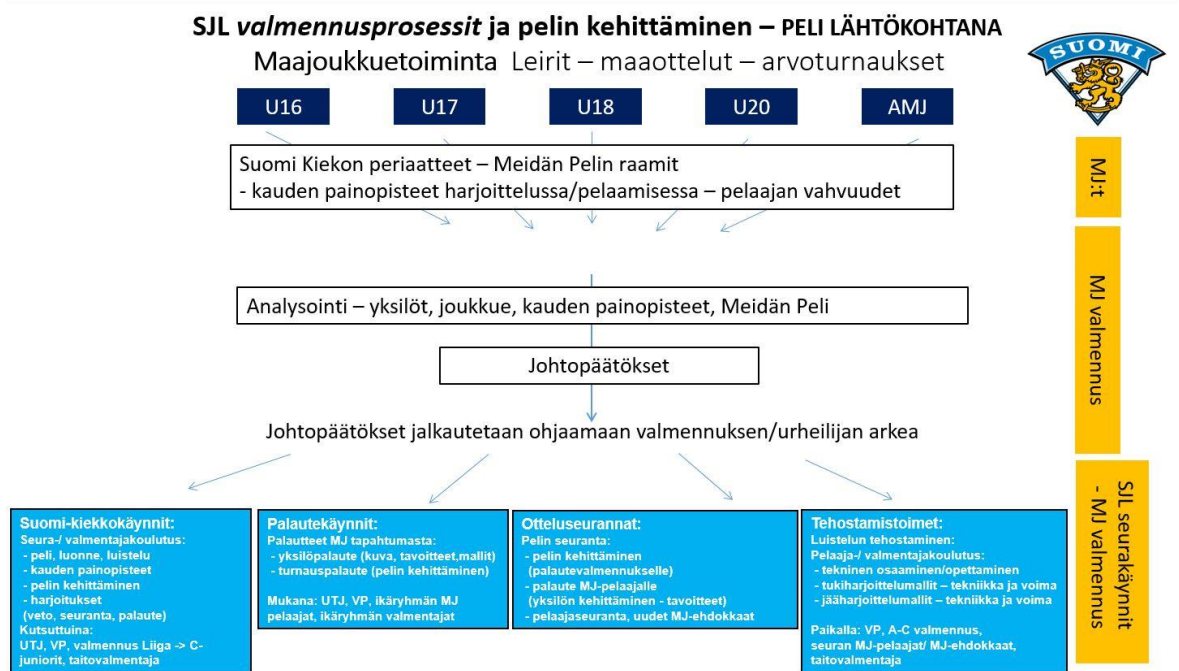 SJL valmennusprosessit ja pelin kehittäminen – PELI LÄHTÖKOHTANA
Maajoukkuetoiminta Leirit – maaottelut – arvoturnaukset
SUOMI
U16
U17
U18
U20
AMJ
Suomi Kiekon periaatteet – Meidän Pelin raamit
- kauden painopisteet harjoittelussa/pelaamisessa – pelaajan vahvuudet
MJ:t
Analysointi – yksilöt, joukkue, kauden painopisteet, Meidän Peli
Johtopäätökset
Johtopäätökset jalkautetaan ohjaamaan valmennuksen/urheilijan arkea
MJ valmennus
Suomi-kiekkokäynnit:
Seura-/ valmentajakoulutus:
- peli, luonne, luistelu
- kauden painopisteet
- pelin kehittäminen
- harjoitukset
(veto, seuranta, palaute)
Kutsuttuina:
UTJ, VP, valmennus Liiga -> C-
juniorit, taitovalmentaja
Palautekäynnit:
Palautteet MJ tapahtumasta:
- yksilöpalaute (kuva, tavoitteet,mallit)
- turnauspalaute (pelin kehittäminen)
Mukana: UTJ, VP, ikäryhmän MJ
pelaajat, ikäryhmän valmentajat
Otteluseurannat:
Pelin seuranta:
- pelin kehittäminen
(palautevalmennukselle)
- palaute MJ-pelaajalle
(yksilön kehittäminen - tavoitteet)
- pelaajaseuranta, uudet MJ-ehdokkaat
Tehostamistoimet:
Luistelun tehostaminen:
Pelaaja-/ valmentajakoulutus:
- tekninen osaaminen/opettaminen
- tukiharjoittelumallit – tekniikka ja voima
- jääharjoittelumallit – tekniikka ja voima
Paikalla: VP, A-C valmennus,
seuran MJ-pelaajat/ MJ-ehdokkaat,
taitovalmentaja
SJL seurakäynnit
- MJ valmennus